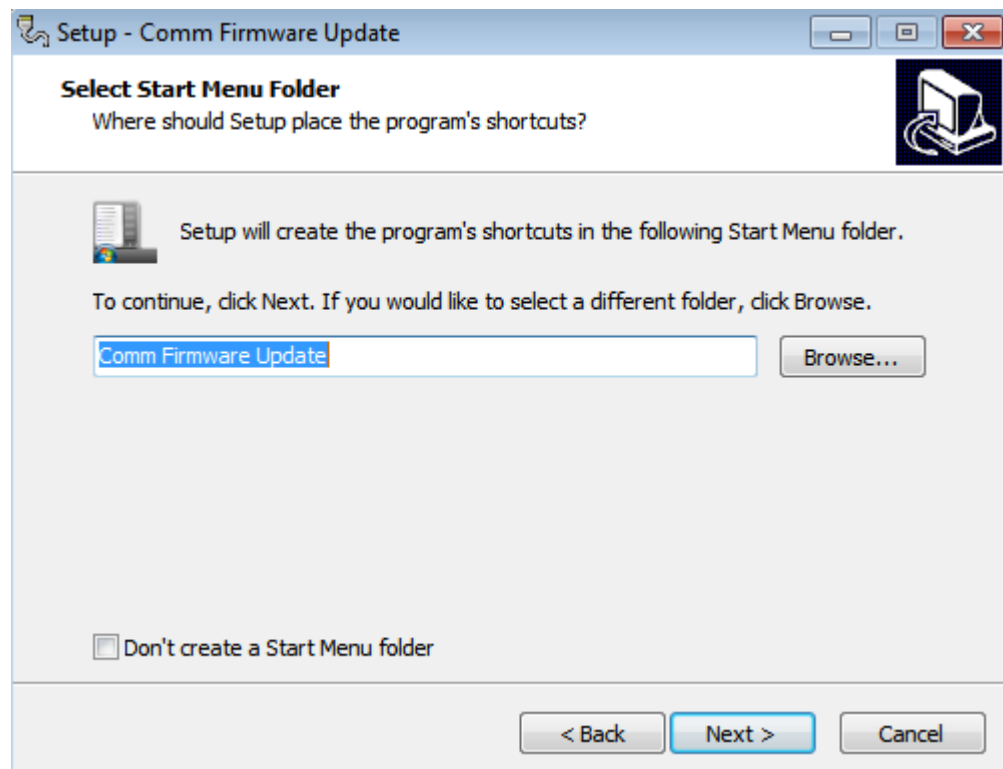 Setup - Comm Firmware Update
Select Start Menu Folder
Where should Setup place the program's shortcuts?
Setup will create the program's shortcuts in the following Start Menu folder.
To continue, click Next. If you would like to select a different folder, click Browse.
Comm Firmware Update
Browse...
Don't create a Start Menu folder
< Back
Next >
Cancel